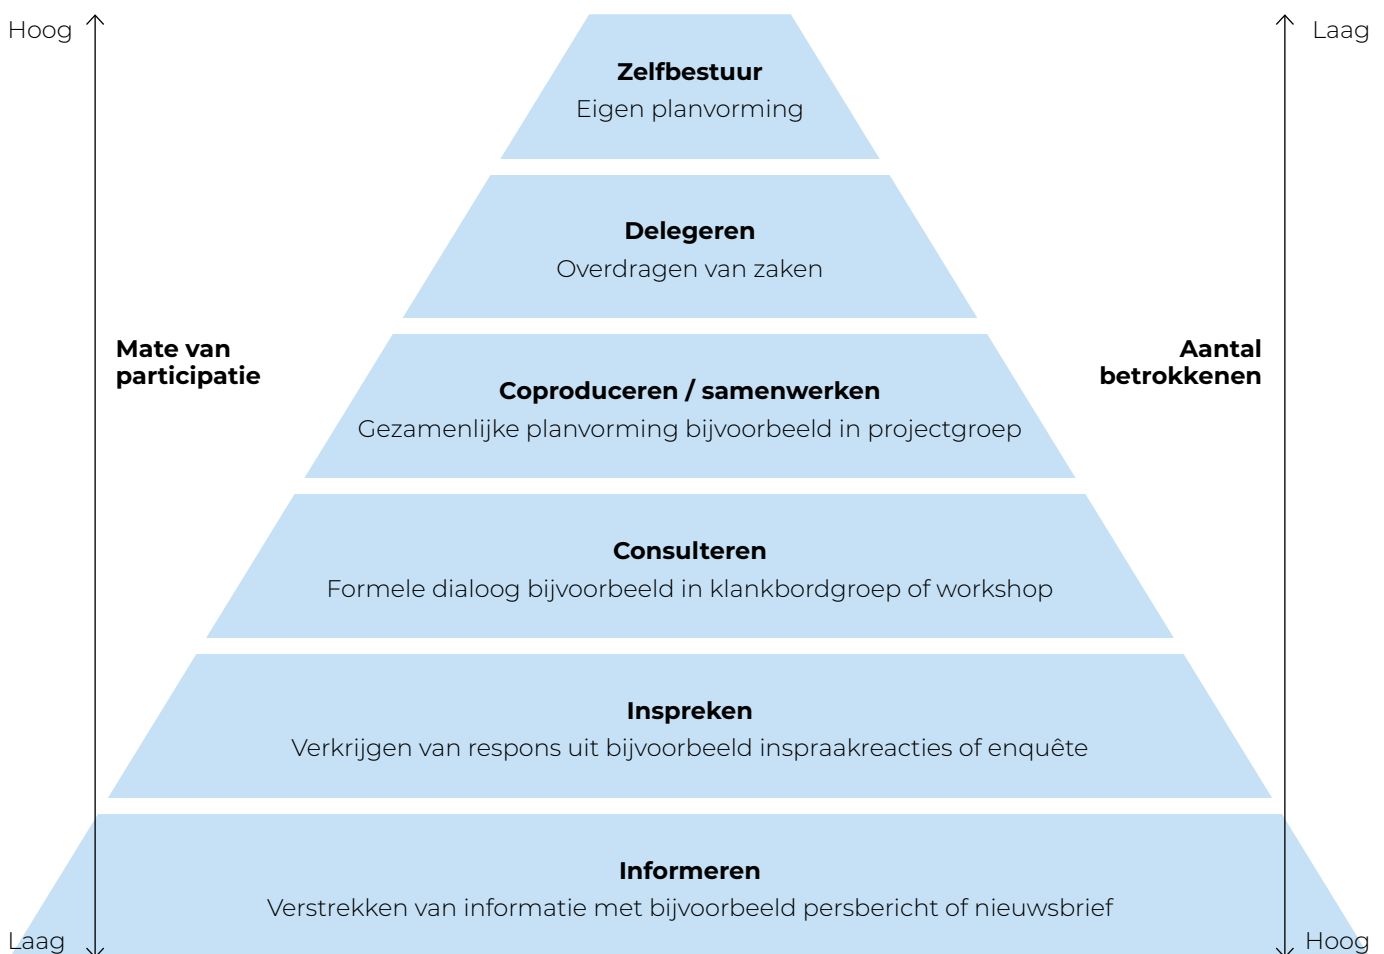 Hoog
Laag
Zelfbestuur
Eigen planvorming
Delegeren
Overdragen van zaken
Mate van
participatie
Aantal
betrokkenen
Coproduceren / samenwerken
Gezamenlijke planvorming bijvoorbeeld in projectgroep
Consulteren
Formele dialoog bijvoorbeeld in klankbordgroep of workshop
Inspreken
Verkrijgen van respons uit bijvoorbeeld inspraakreacties of enquête
Informeren
Verstrekken van informatie met bijvoorbeeld persbericht of nieuwsbrief
Laag
Hoog